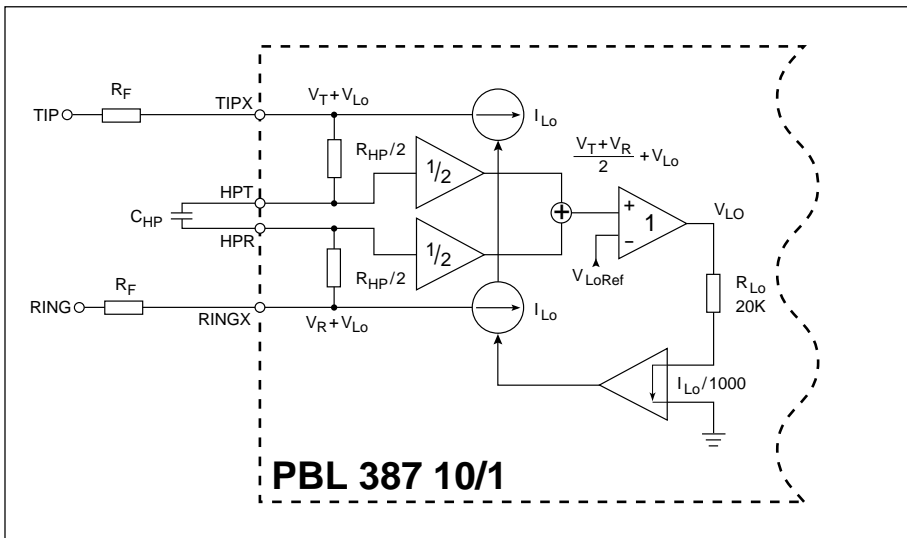 R_F
TIP
TIPX
V_T + V_Lo
I_Lo
R_HP/2
1/2
V_T + V_R
2
+ V_Lo
HPT
C_HP
HPR
1/2
+
+
1
−
V_LO
V_LoRef
R_Lo
20K
R_HP/2
R_F
RING
RINGX
V_R + V_Lo
I_Lo
I_Lo/1000
PBL 387 10/1